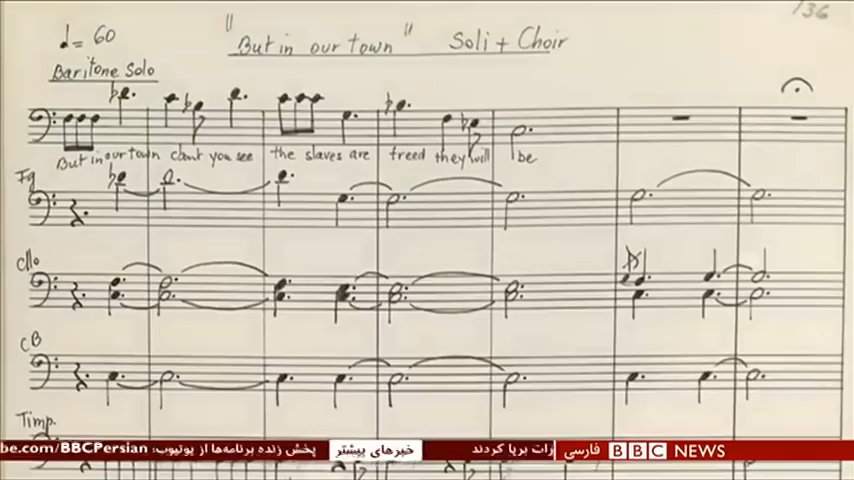 136
♩= 60
"But in our town" Soli + Choir
Baritone Solo
But in our town cant you see the slaves are freed they will be
Fg
C/lo
CB
Timp.
be.com/BBCPersian پخش زنده برنامه‌ها از یوتیوب: خبرهای بیشتر رات برپا کردند فارسی BBC NEWS